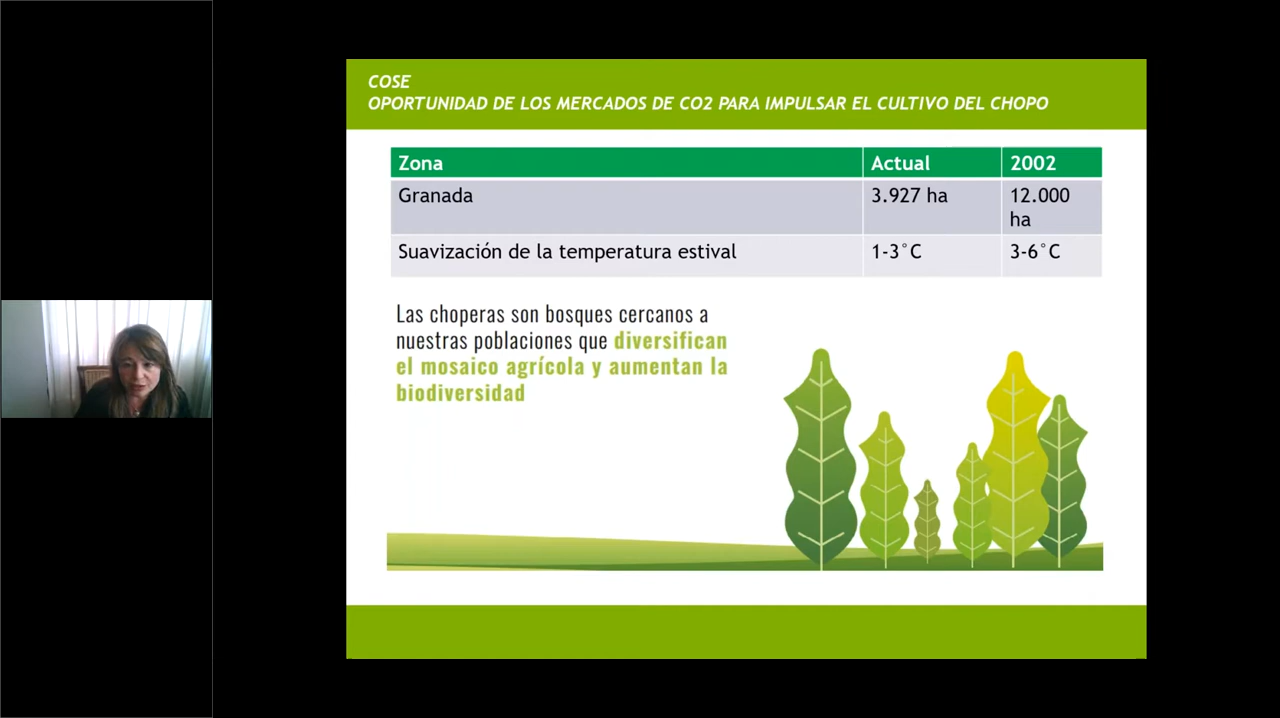 COSE
OPORTUNIDAD DE LOS MERCADOS DE CO2 PARA IMPULSAR EL CULTIVO DEL CHOPO
Zona Actual 2002
Granada 3.927 ha 12.000
ha
Suavización de la temperatura estival 1-3°C 3-6°C
Las choperas son bosques cercanos a
nuestras poblaciones que diversifican
el mosaico agrícola y aumentan la
biodiversidad